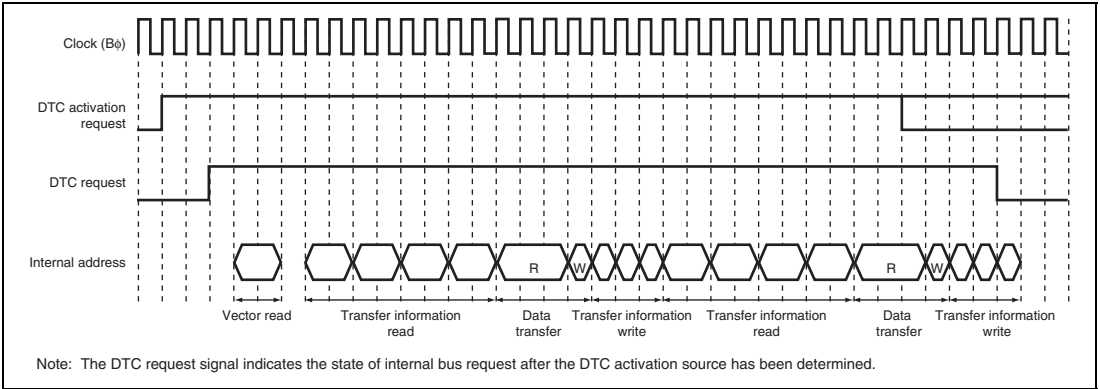 Clock (Bϕ)
DTC activation
request
DTC request
Internal address
R
W
R
W
Vector read
Transfer information
read
Data
transfer
Transfer information
write
Transfer information
read
Data
transfer
Transfer information
write
Note: The DTC request signal indicates the state of internal bus request after the DTC activation source has been determined.